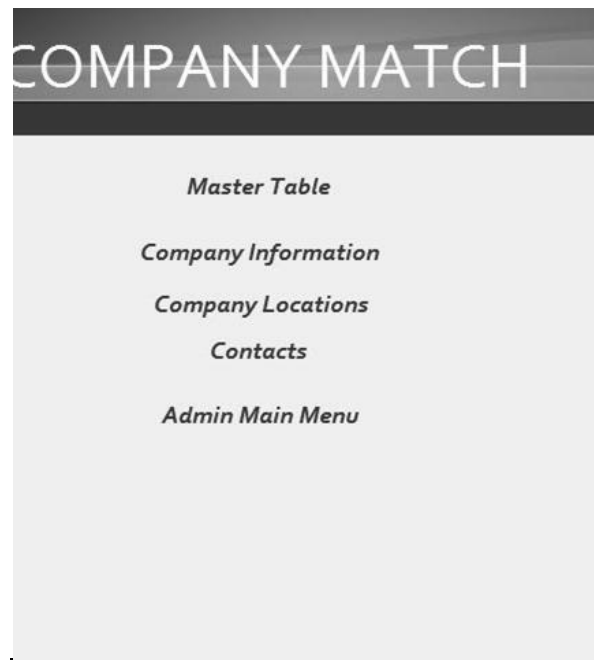 COMPANY MATCH
Master Table
Company Information
Company Locations
Contacts
Admin Main Menu